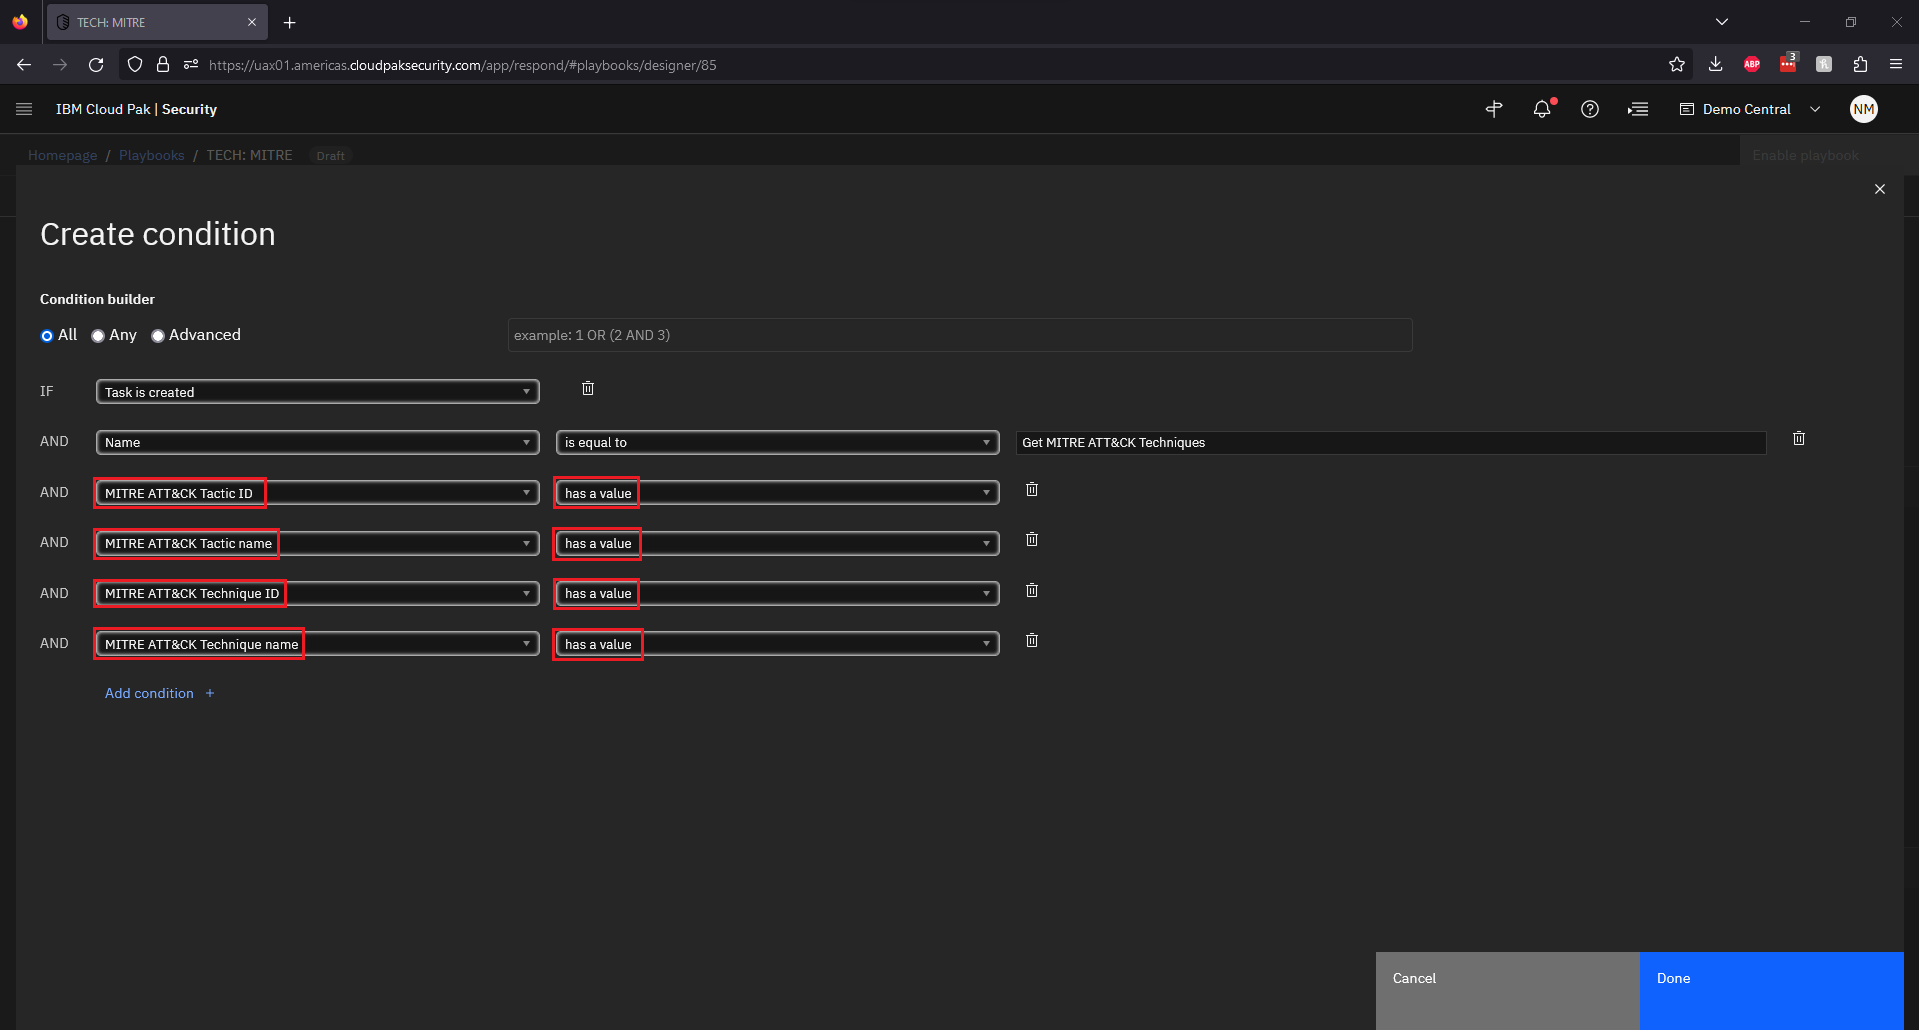 TECH: MITRE
https://uax01.americas.cloudpaksecurity.com/app/respond/#playbooks/designer/85
ABP
3
IBM Cloud Pak | Security
Demo Central
NM
Homepage / Playbooks / TECH: MITRE Draft
Enable playbook
Create condition
Condition builder
All Any Advanced
example: 1 OR (2 AND 3)
IF Task is created
AND Name is equal to Get MITRE ATT&CK Techniques
AND MITRE ATT&CK Tactic ID has a value
AND MITRE ATT&CK Tactic name has a value
AND MITRE ATT&CK Technique ID has a value
AND MITRE ATT&CK Technique name has a value
Add condition +
Cancel
Done